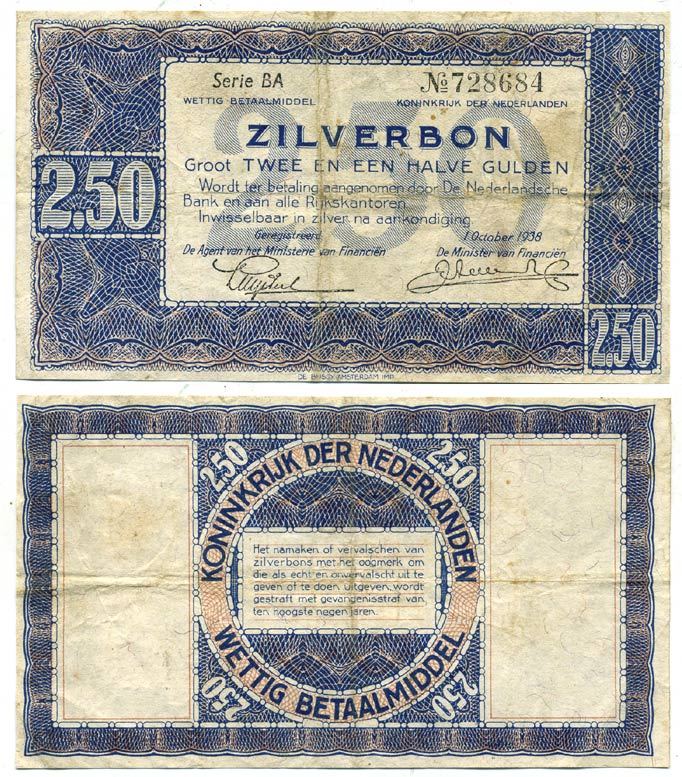 Serie BA № 728684
WETTIG BETAALMIDDEL KONINKRIJK DER NEDERLANDEN
250
ZILVERBON
Groot TWEE EN EEN HALVE GULDEN
2.50
Wordt ter betaling aangenomen door De Nederlandsche
Bank en aan alle Rijkskantoren.
Inwisselbaar in zilver na aankondiging.
Geregistreerd 1 October 1938
De Agent van het Ministerie van Financiën De Minister van Financiën
2.50
DE BUSSY AMSTERDAM IMP.
2.50 2.50
KONINKRIJK DER NEDERLANDEN
Het namaken of vervalschen van
zilverbons met het oogmerk om
die als echt en onvervalscht uit te
geven of te doen uitgeven, wordt
gestraft met gevangenisstraf van
ten hoogste negen jaren.
WETTIG BETAALMIDDEL
2.50 2.50